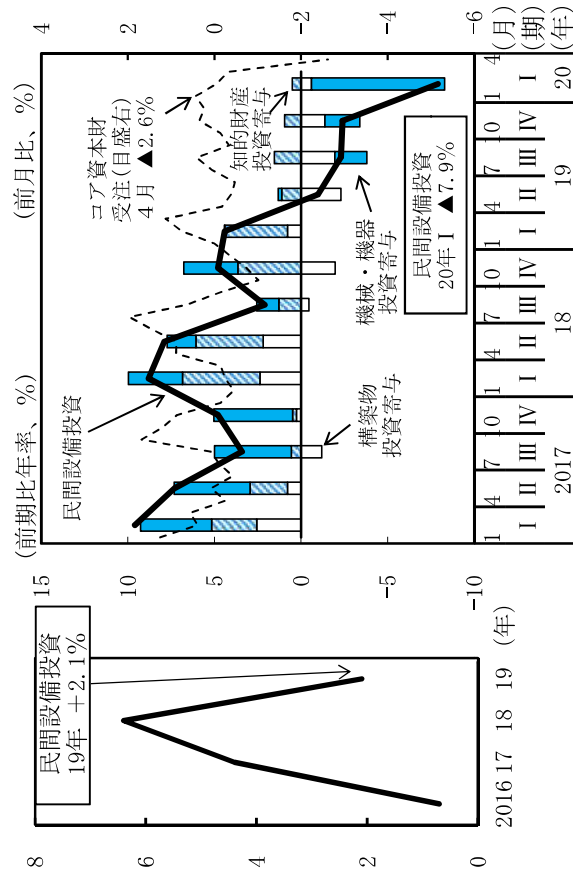 8
6
4
2
0
2016
17
18
19
(年)
民間設備投資
19年 +2.1%
(前期比年率、%)
(前月比、%)
15
10
5
0
-5
-10
4
2
0
-2
-4
-6
民間設備投資
コア資本財
受注(目盛右)
4月 ▲2.6%
知的財産
投資寄与
構築物
投資寄与
機械・機器
投資寄与
民間設備投資
20年Ⅰ ▲7.9%
1 4 7 10 1 4 7 10 1 4 7 10 1 4 (月)
Ⅰ Ⅱ Ⅲ Ⅳ Ⅰ Ⅱ Ⅲ Ⅳ Ⅰ Ⅱ Ⅲ Ⅳ Ⅰ (期)
2017 18 19 20 (年)